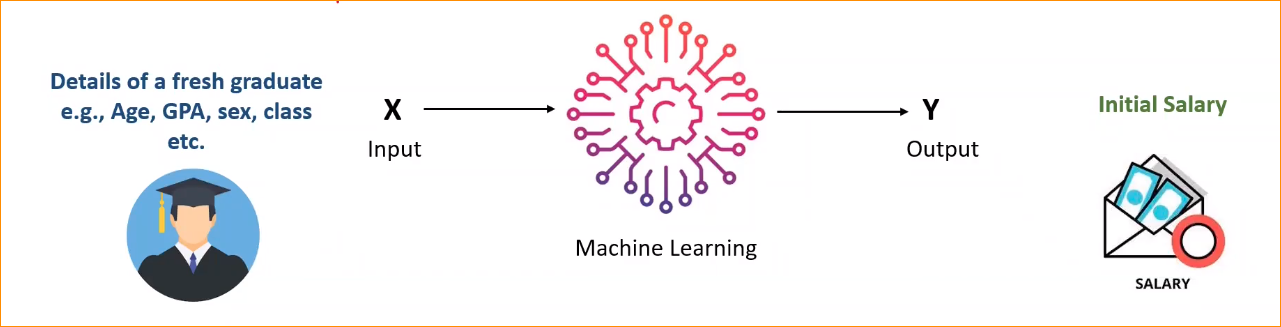 Details of a fresh graduate
e.g., Age, GPA, sex, class
etc.
X
Input
Machine Learning
Y
Output
Initial Salary
SALARY